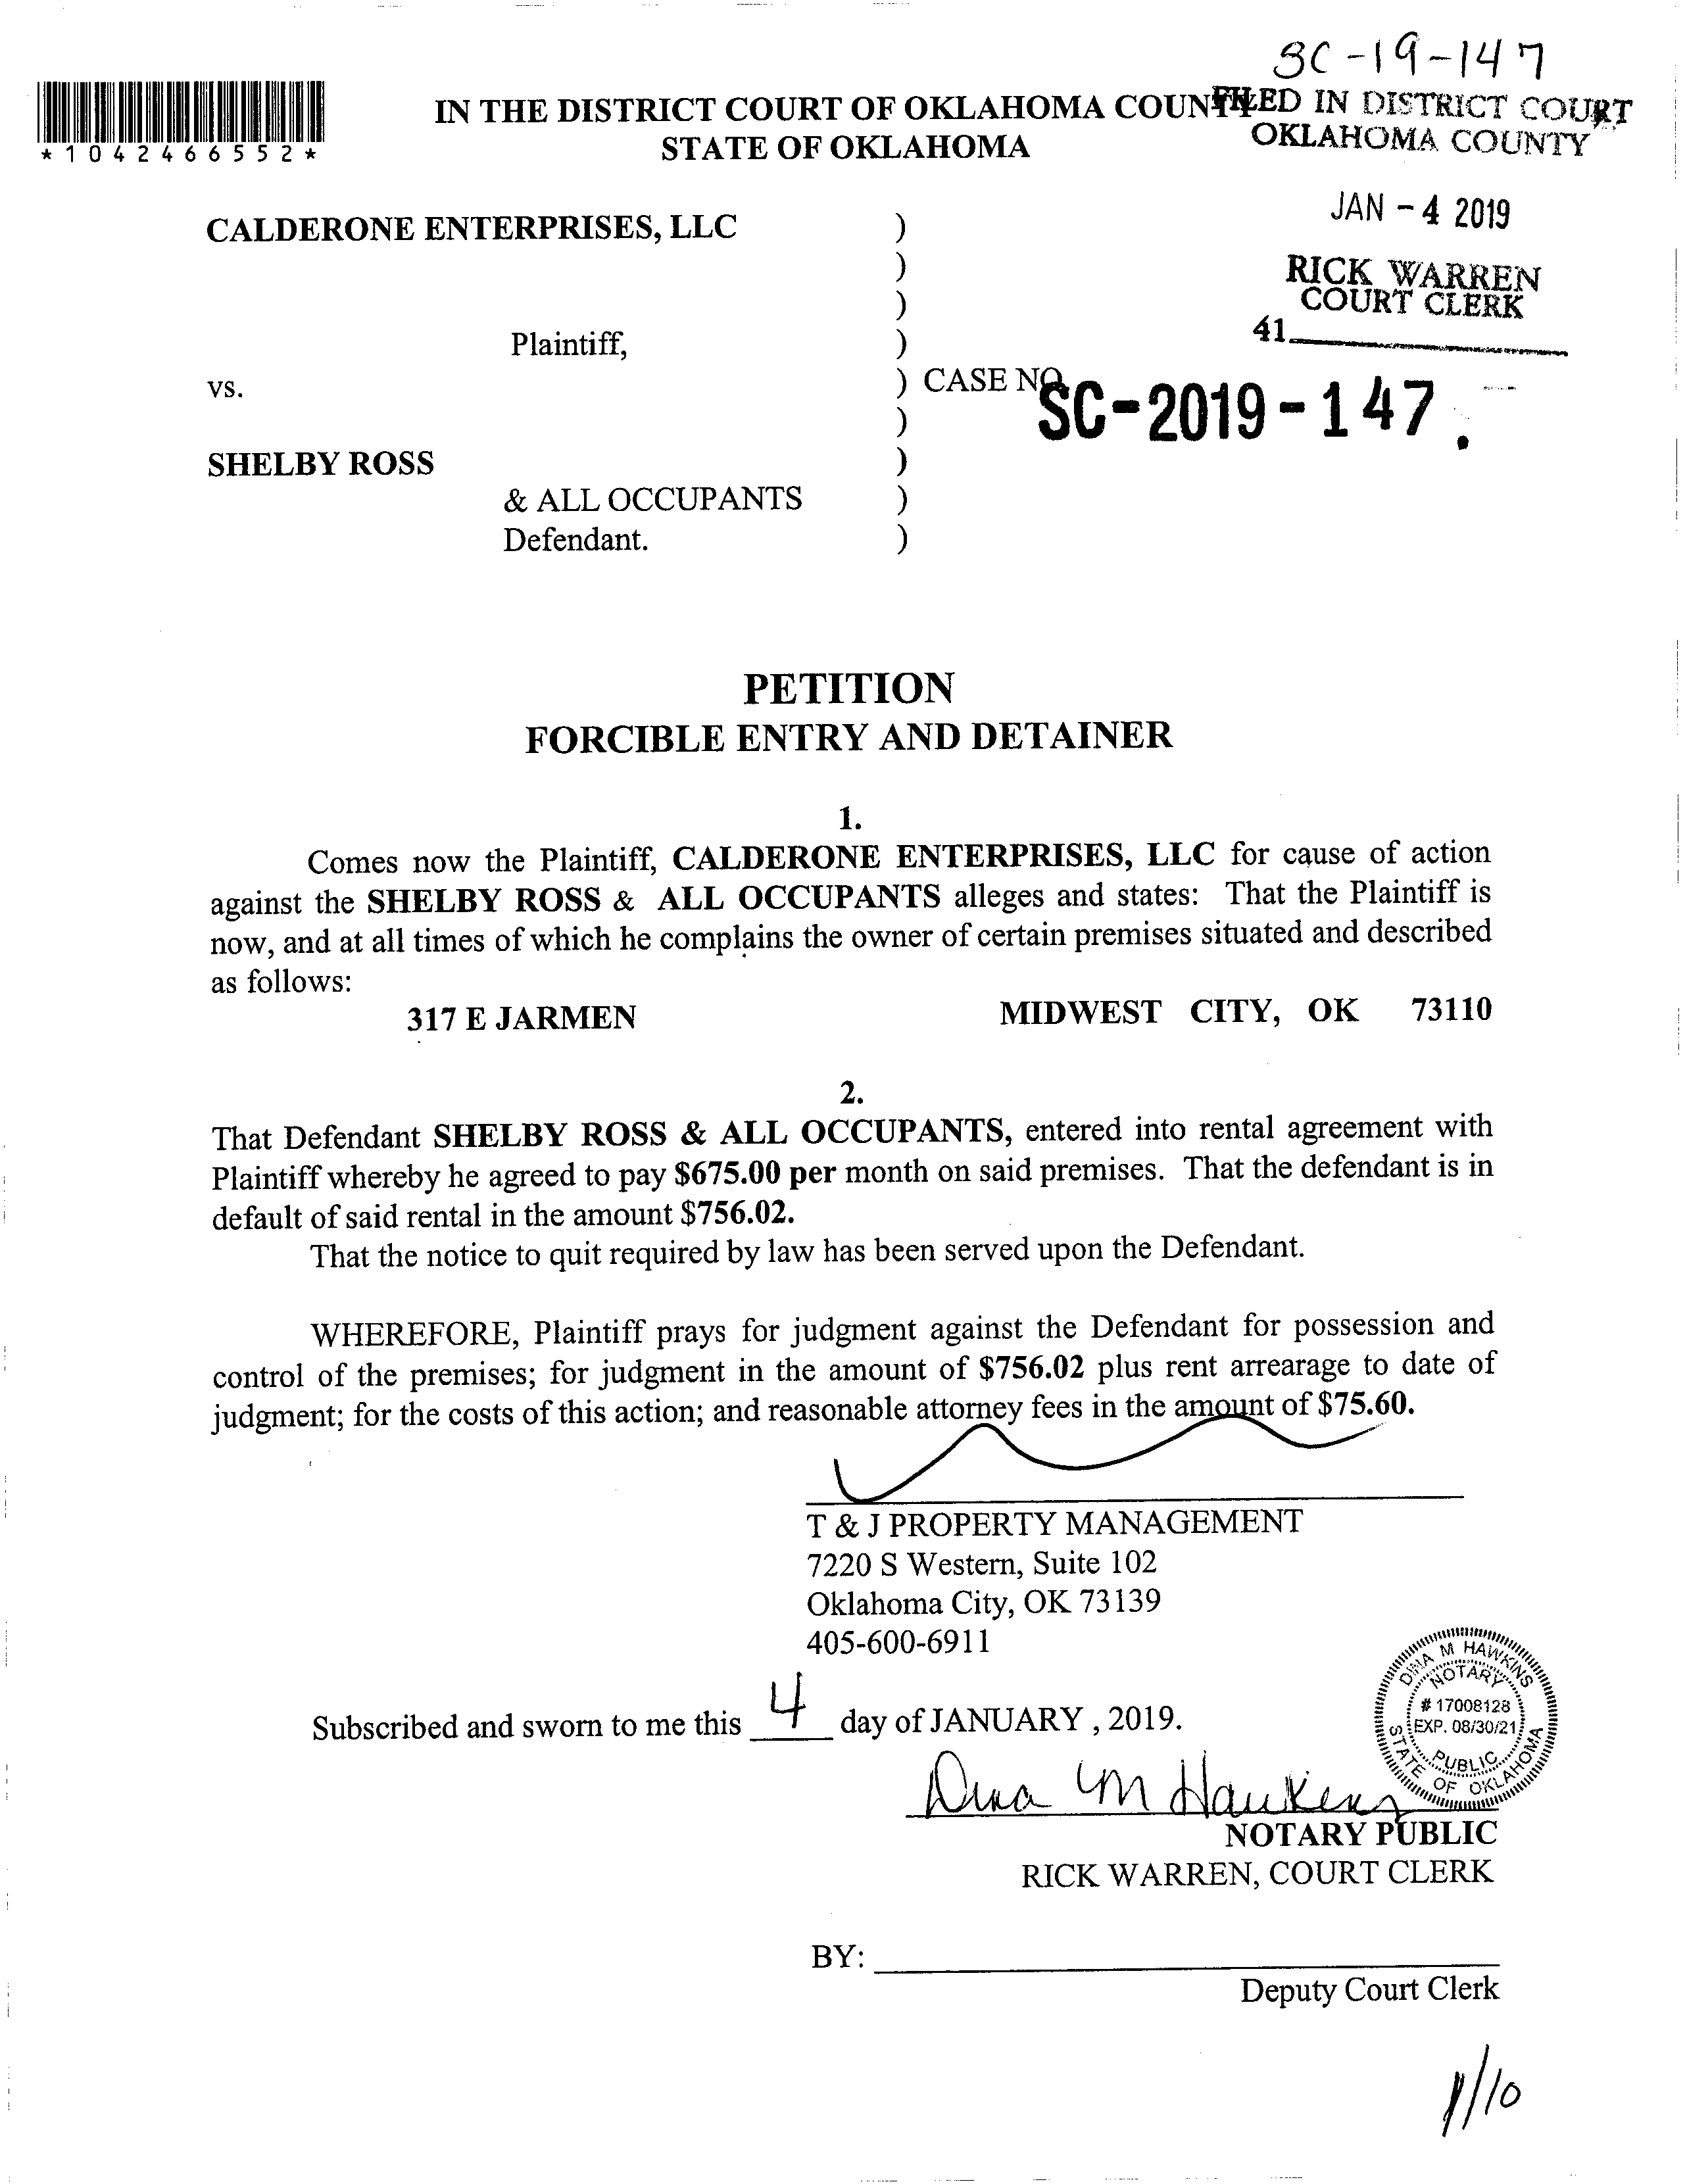 SC-19-147
*1042466552*
IN THE DISTRICT COURT OF OKLAHOMA COUNTY
STATE OF OKLAHOMA
FILED IN DISTRICT COURT
OKLAHOMA COUNTY
JAN - 4 2019
RICK WARREN
COURT CLERK
41
CALDERONE ENTERPRISES, LLC )
)
)
Plaintiff, )
vs. ) CASE NO.
SC-2019-147.
)
SHELBY ROSS )
& ALL OCCUPANTS )
Defendant. )
PETITION
FORCIBLE ENTRY AND DETAINER
1.
Comes now the Plaintiff, CALDERONE ENTERPRISES, LLC for cause of action
against the SHELBY ROSS & ALL OCCUPANTS alleges and states: That the Plaintiff is
now, and at all times of which he complains the owner of certain premises situated and described
as follows:
317 E JARMEN MIDWEST CITY, OK 73110
2.
That Defendant SHELBY ROSS & ALL OCCUPANTS, entered into rental agreement with
Plaintiff whereby he agreed to pay $675.00 per month on said premises. That the defendant is in
default of said rental in the amount $756.02.
That the notice to quit required by law has been served upon the Defendant.
WHEREFORE, Plaintiff prays for judgment against the Defendant for possession and
control of the premises; for judgment in the amount of $756.02 plus rent arrearage to date of
judgment; for the costs of this action; and reasonable attorney fees in the amount of $75.60.
T & J PROPERTY MANAGEMENT
7220 S Western, Suite 102
Oklahoma City, OK 73139
405-600-6911
Subscribed and sworn to me this 4 day of JANUARY , 2019.
DINA M HAWKINS
NOTARY
# 17008128
EXP. 08/30/21
PUBLIC
STATE OF OKLAHOMA
Dina M Hawkins
NOTARY PUBLIC
RICK WARREN, COURT CLERK
BY:
Deputy Court Clerk
1/10